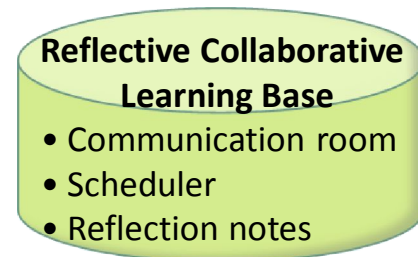 Reflective Collaborative
Learning Base
• Communication room
• Scheduler
• Reflection notes